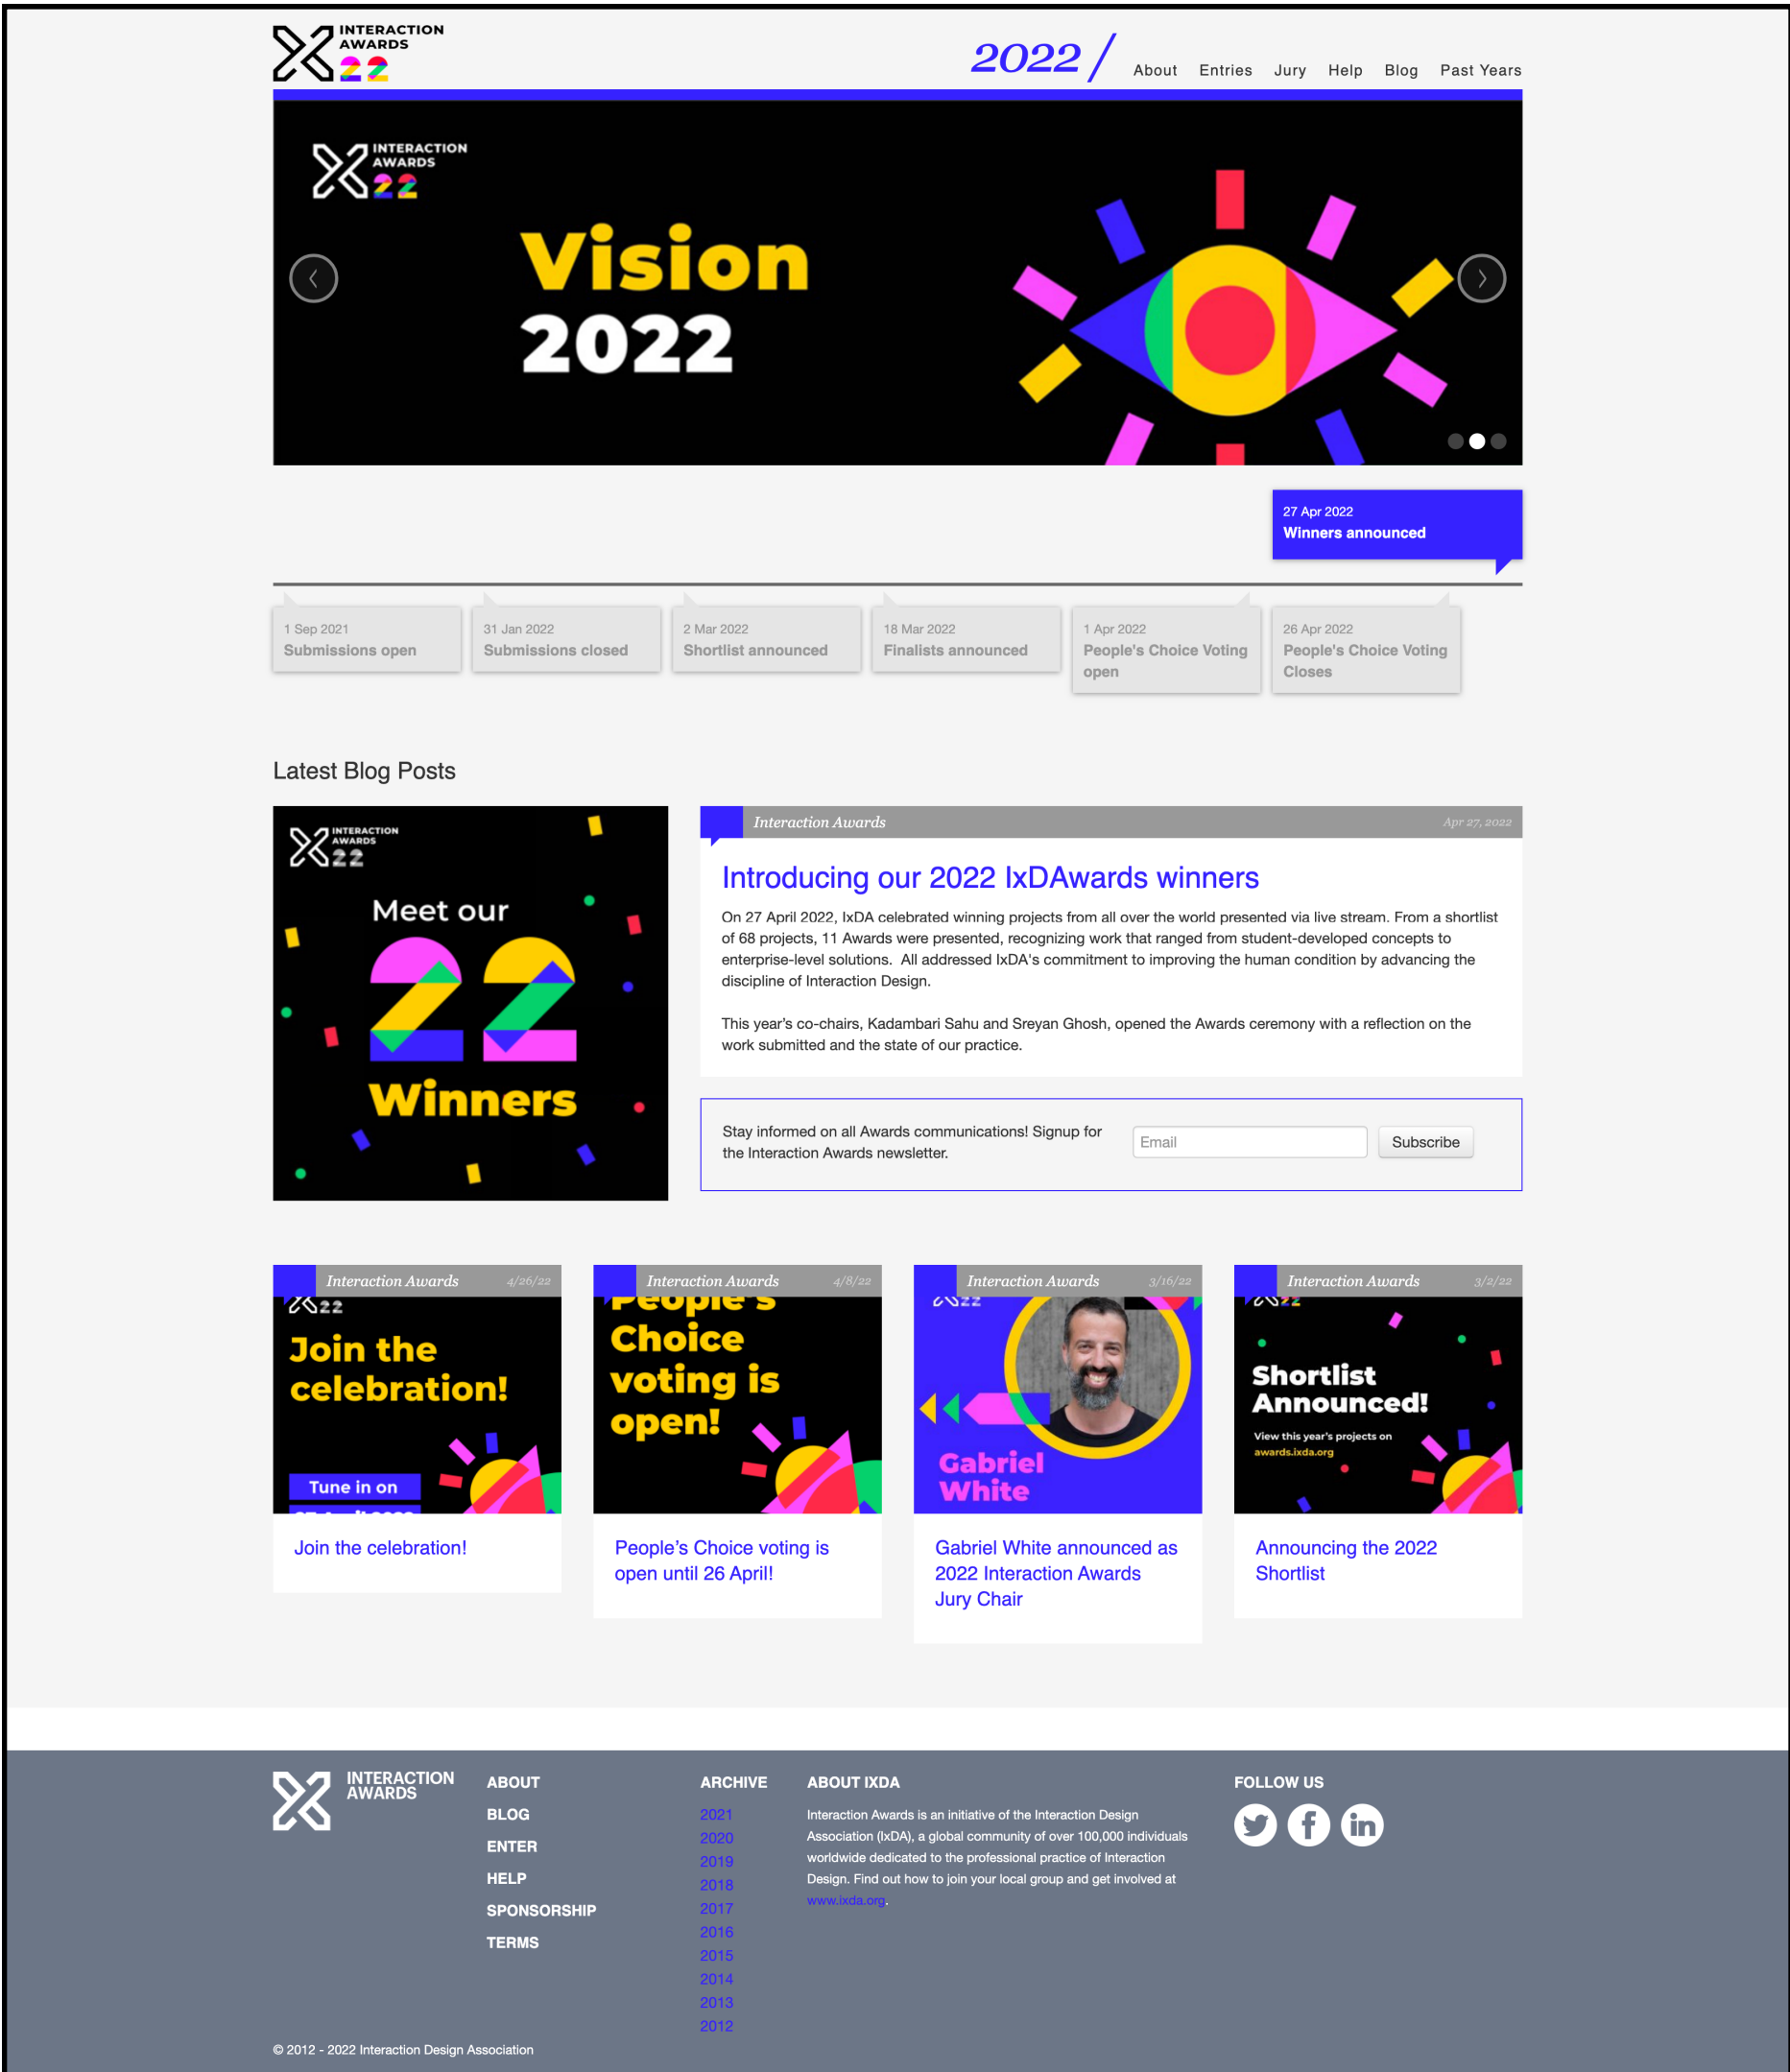 INTERACTION
AWARDS
22
2022 /
About Entries Jury Help Blog Past Years
INTERACTION
AWARDS
22
Vision
2022
27 Apr 2022
Winners announced
1 Sep 2021
Submissions open
31 Jan 2022
Submissions closed
2 Mar 2022
Shortlist announced
18 Mar 2022
Finalists announced
1 Apr 2022
People's Choice Voting
open
26 Apr 2022
People's Choice Voting
Closes
Latest Blog Posts
INTERACTION
AWARDS
22
Meet our
22
Winners
Interaction Awards Apr 27, 2022
Introducing our 2022 IxDAwards winners
On 27 April 2022, IxDA celebrated winning projects from all over the world presented via live stream. From a shortlist
of 68 projects, 11 Awards were presented, recognizing work that ranged from student-developed concepts to
enterprise-level solutions.  All addressed IxDA's commitment to improving the human condition by advancing the
discipline of Interaction Design.
This year’s co-chairs, Kadambari Sahu and Sreyan Ghosh, opened the Awards ceremony with a reflection on the
work submitted and the state of our practice.
Stay informed on all Awards communications! Signup for
the Interaction Awards newsletter.
Email
Subscribe
Interaction Awards 4/26/22
22
Join the
celebration!
Tune in on
Join the celebration!
Interaction Awards 4/8/22
People's
Choice
voting is
open!
People’s Choice voting is
open until 26 April!
Interaction Awards 3/16/22
22
Gabriel
White
Gabriel White announced as
2022 Interaction Awards
Jury Chair
Interaction Awards 3/2/22
22
Shortlist
Announced!
View this year's projects on
awards.ixda.org
Announcing the 2022
Shortlist
INTERACTION
AWARDS
ABOUT
BLOG
ENTER
HELP
SPONSORSHIP
TERMS
ARCHIVE
2021
2020
2019
2018
2017
2016
2015
2014
2013
2012
ABOUT IXDA
Interaction Awards is an initiative of the Interaction Design
Association (IxDA), a global community of over 100,000 individuals
worldwide dedicated to the professional practice of Interaction
Design. Find out how to join your local group and get involved at
www.ixda.org.
FOLLOW US
© 2012 - 2022 Interaction Design Association